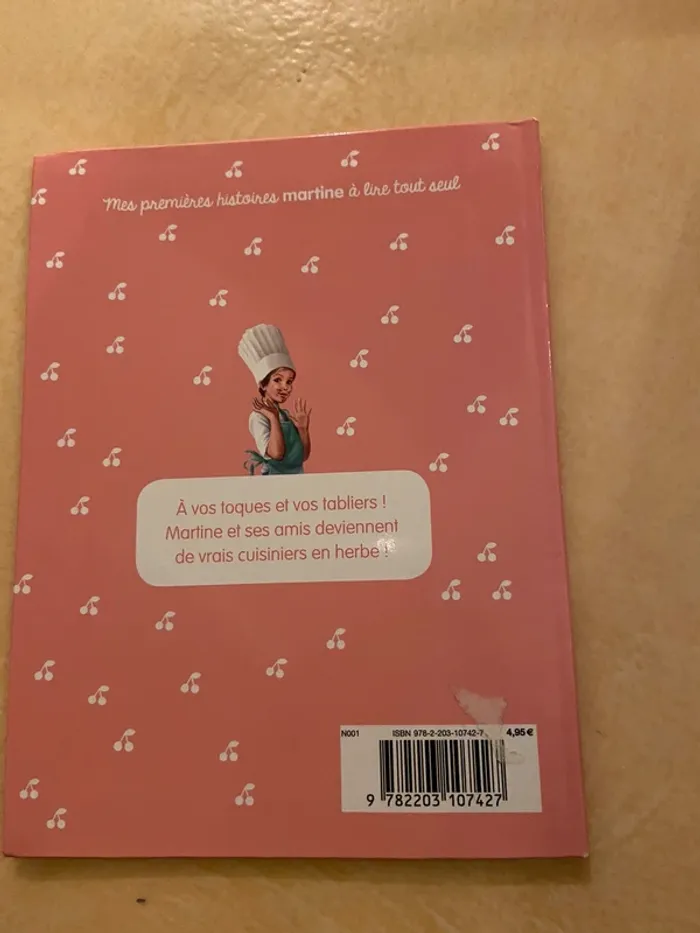 Mes premières histoires martine à lire tout seul
À vos toques et vos tabliers !
Martine et ses amis deviennent
de vrais cuisiniers en herbe !
N001 ISBN 978-2-203-10742-7 4,95 €
9 782203 107427